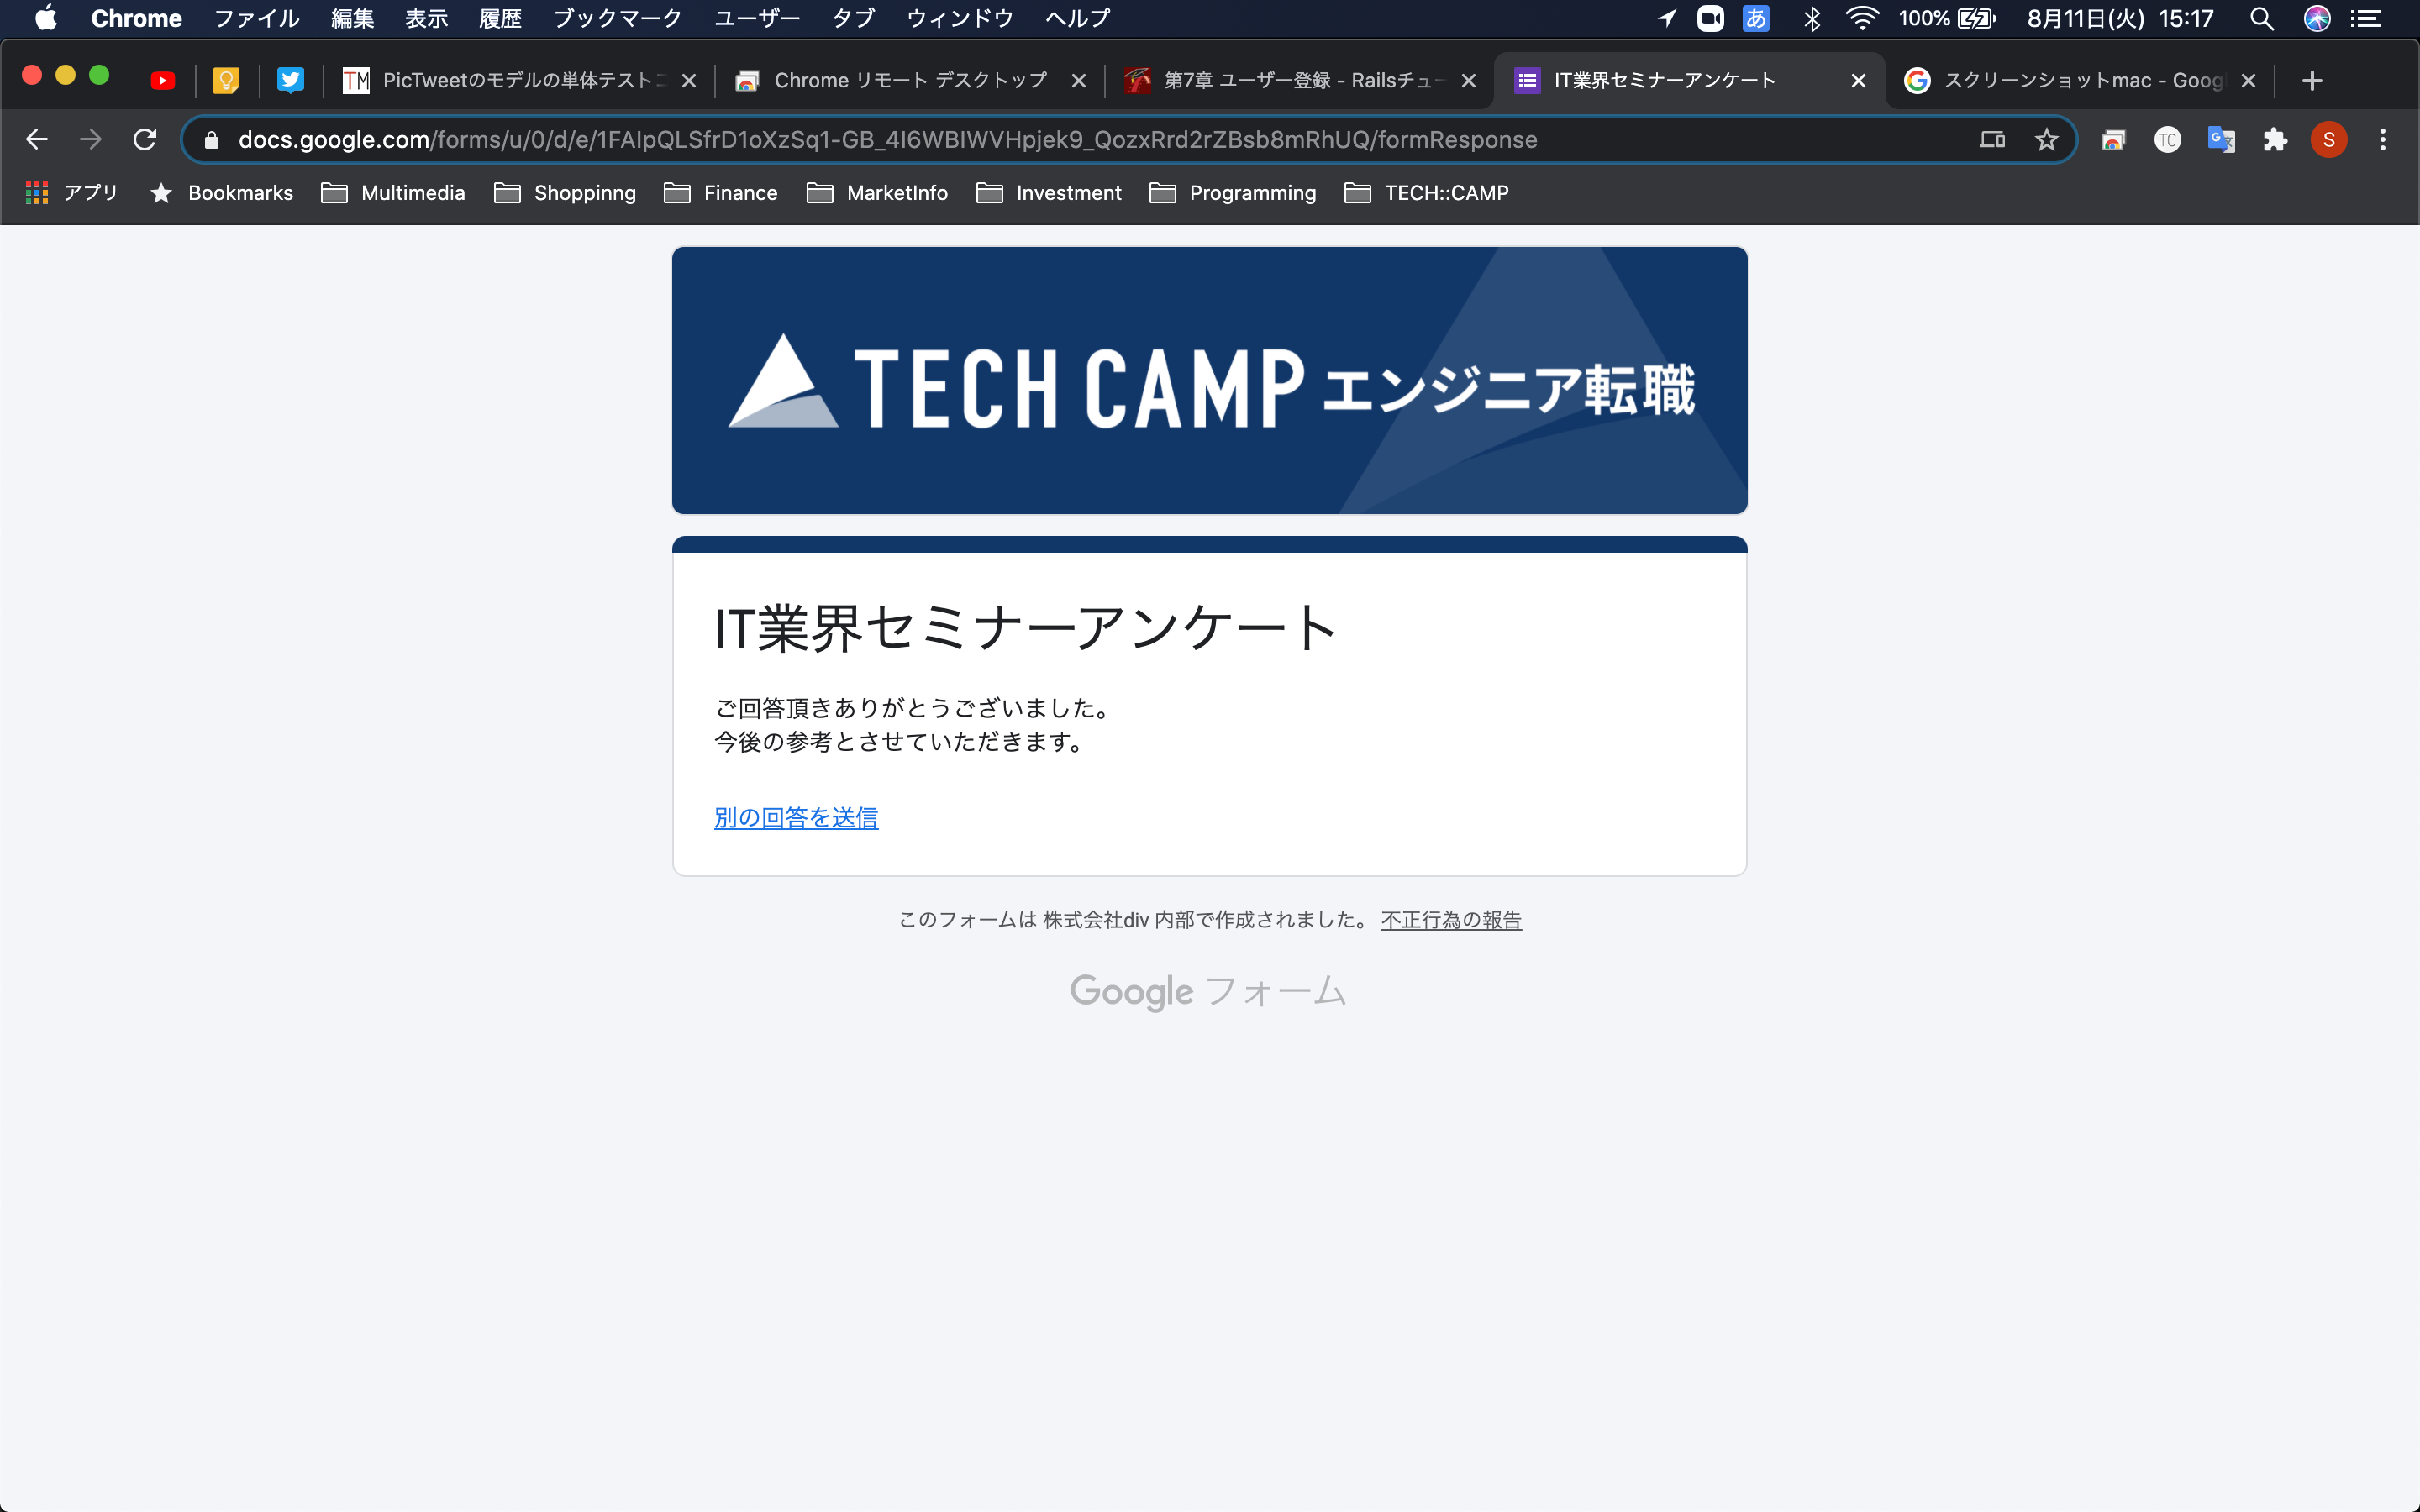 Chrome ファイル 編集 表示 履歴 ブックマーク ユーザー タブ ウィンドウ ヘルプ あ 100% 8月11日(火) 15:17
TM PicTweetのモデルの単体テスト Chrome リモート デスクトップ 第7章 ユーザー登録 - Railsチュー IT業界セミナーアンケート スクリーンショットmac - Goog
docs.google.com/forms/u/0/d/e/1FAIpQLSfrD1oXzSq1-GB_4I6WBIWVHpjek9_QozxRrd2rZBsb8mRhUQ/formResponse TC S
アプリ Bookmarks Multimedia Shoppinng Finance MarketInfo Investment Programming TECH::CAMP
TECH CAMP エンジニア転職
IT業界セミナーアンケート
ご回答頂きありがとうございました。
今後の参考とさせていただきます。
別の回答を送信
このフォームは 株式会社div 内部で作成されました。 不正行為の報告
Google フォーム